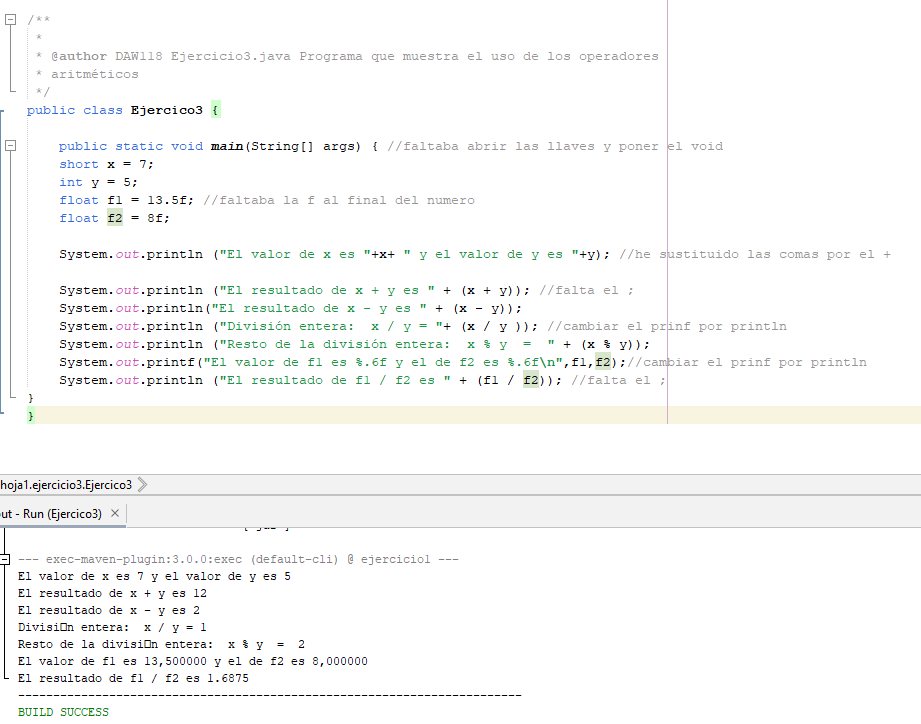 /**
*
* @author DAW118 Ejercicio3.java Programa que muestra el uso de los operadores
* aritméticos
*/
public class Ejercico3 {
public static void main(String[] args) { //faltaba abrir las llaves y poner el void
short x = 7;
int y = 5;
float f1 = 13.5f; //faltaba la f al final del numero
float f2 = 8f;
System.out.println ("El valor de x es "+x+ " y el valor de y es "+y); //he sustituido las comas por el +
System.out.println ("El resultado de x + y es " + (x + y)); //falta el ;
System.out.println("El resultado de x - y es " + (x - y));
System.out.println ("División entera:  x / y = "+ (x / y )); //cambiar el prinf por println
System.out.println ("Resto de la división entera:  x % y  =  " + (x % y));
System.out.printf("El valor de f1 es %.6f y el de f2 es %.6f\n",f1,f2);//cambiar el prinf por println
System.out.println ("El resultado de f1 / f2 es " + (f1 / f2)); //falta el ;
}
}
hoja1.ejercicio3.Ejercico3
out - Run (Ejercico3) ×
--- exec-maven-plugin:3.0.0:exec (default-cli) @ ejercicio1 ---
El valor de x es 7 y el valor de y es 5
El resultado de x + y es 12
El resultado de x - y es 2
Divisi□n entera:  x / y = 1
Resto de la divisi□n entera:  x % y  =  2
El valor de f1 es 13,500000 y el de f2 es 8,000000
El resultado de f1 / f2 es 1.6875
------------------------------------------------------------------------
BUILD SUCCESS